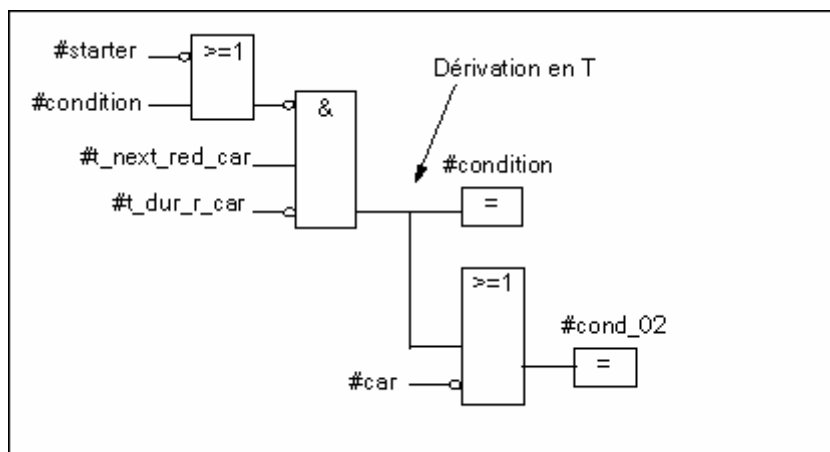 #starter
>=1
#condition
&
#t_next_red_car
#t_dur_r_car
Dérivation en T
#condition
=
>=1
#car
#cond_02
=